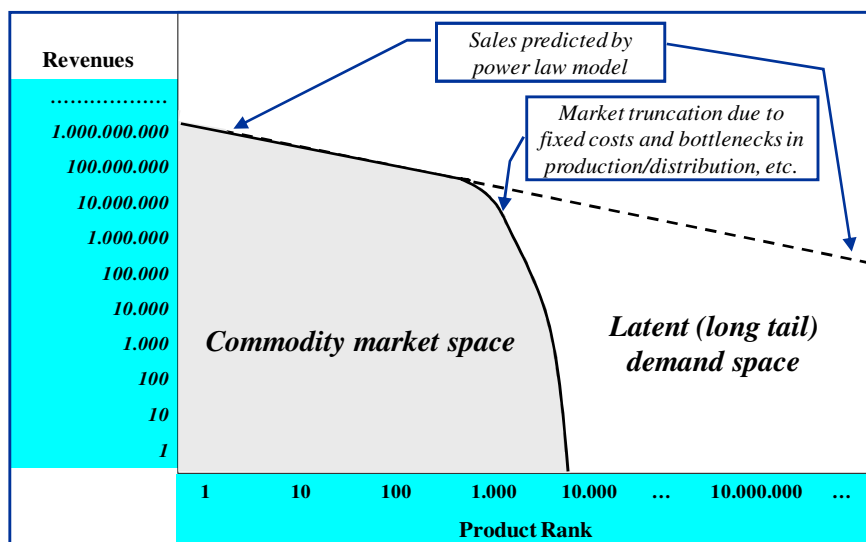 Sales predicted by
power law model
Revenues
………………
Market truncation due to
fixed costs and bottlenecks in
production/distribution, etc.
1.000.000.000
100.000.000
10.000.000
1.000.000
100.000
10.000
1.000
100
10
1
Commodity market space
Latent (long tail)
demand space
1 10 100 1.000 10.000 … 10.000.000 …
Product Rank